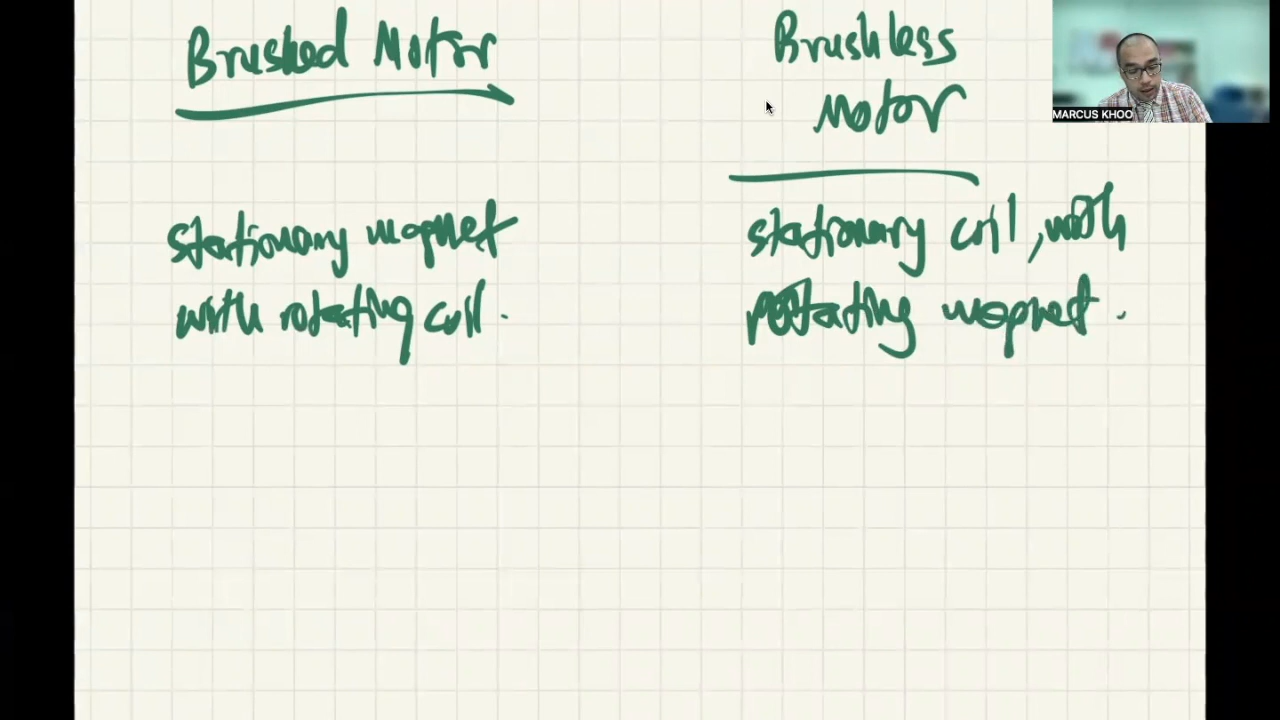 Brushed Motor
stationary magnet
with rotating coil.
Brushless
Motor
stationary coil, with
rotating magnet.
MARCUS KHOO